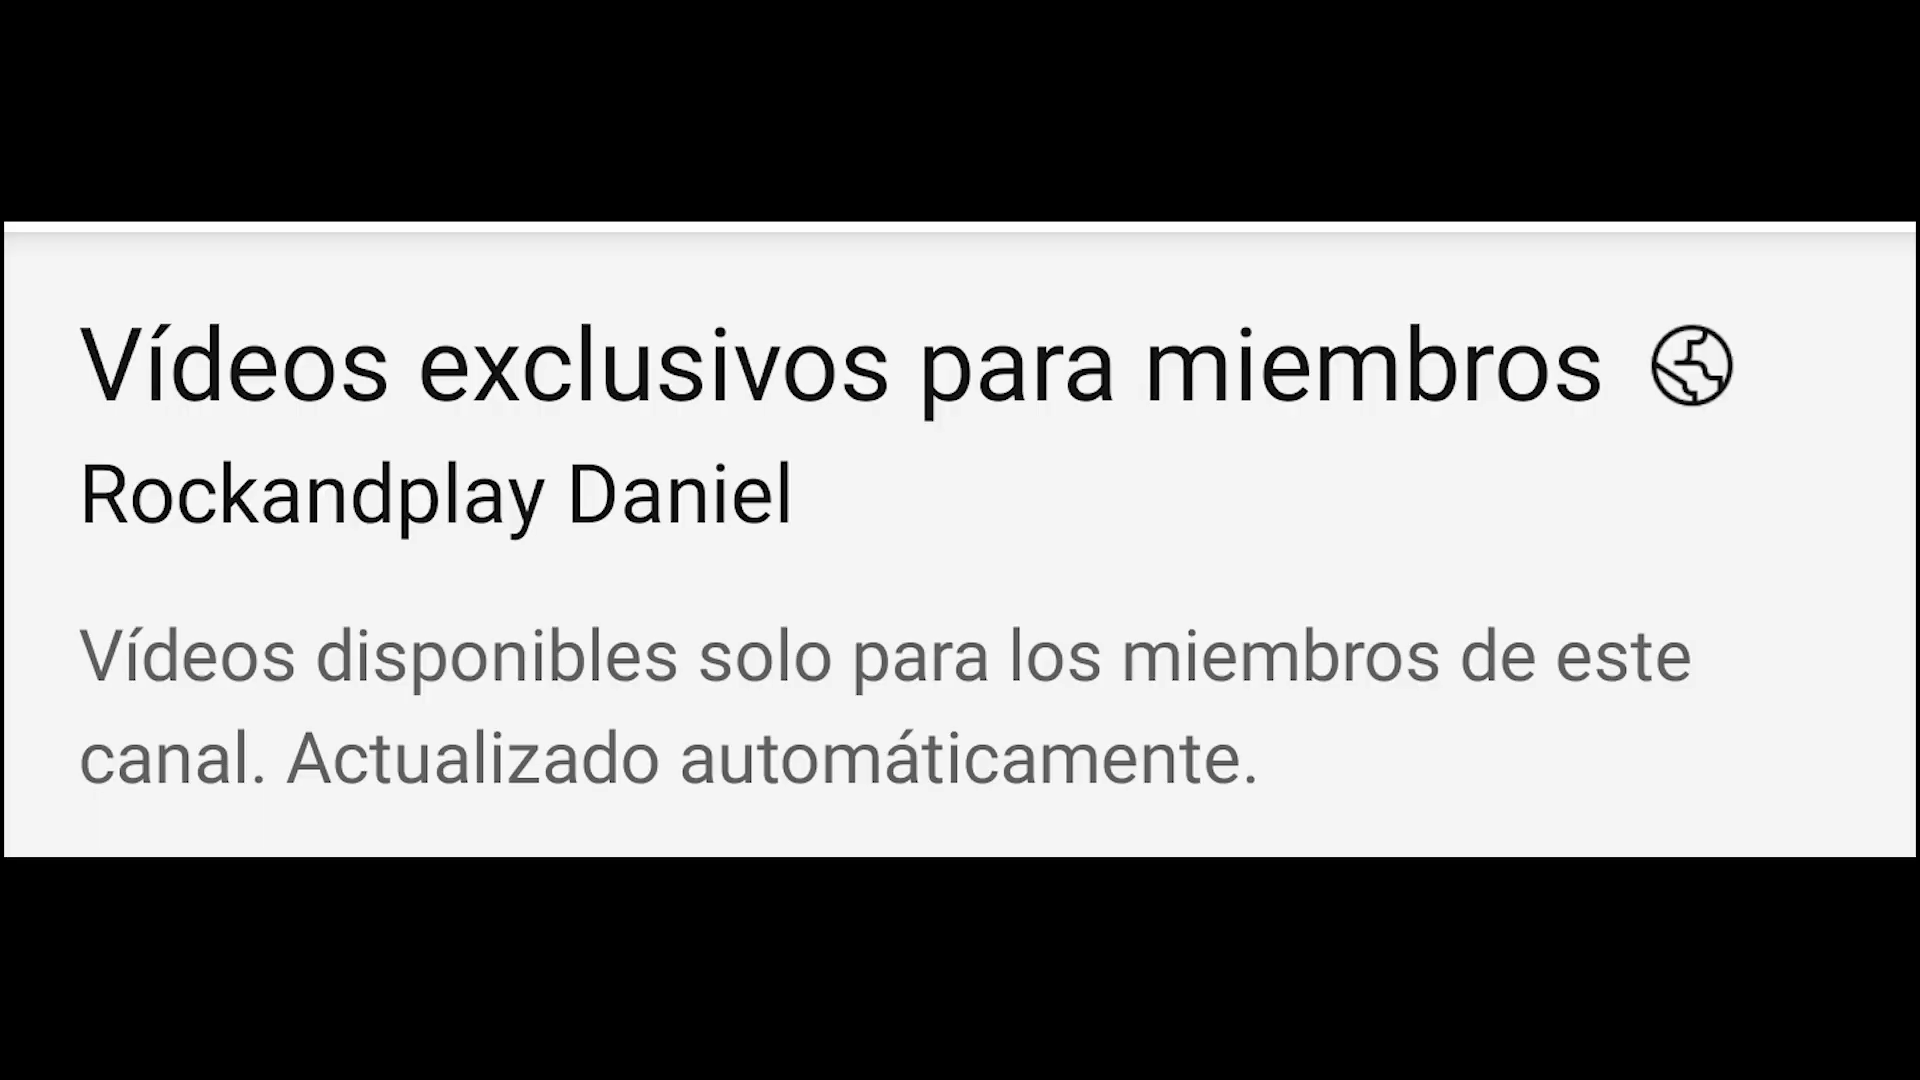 Vídeos exclusivos para miembros
Rockandplay Daniel
Vídeos disponibles solo para los miembros de este
canal. Actualizado automáticamente.